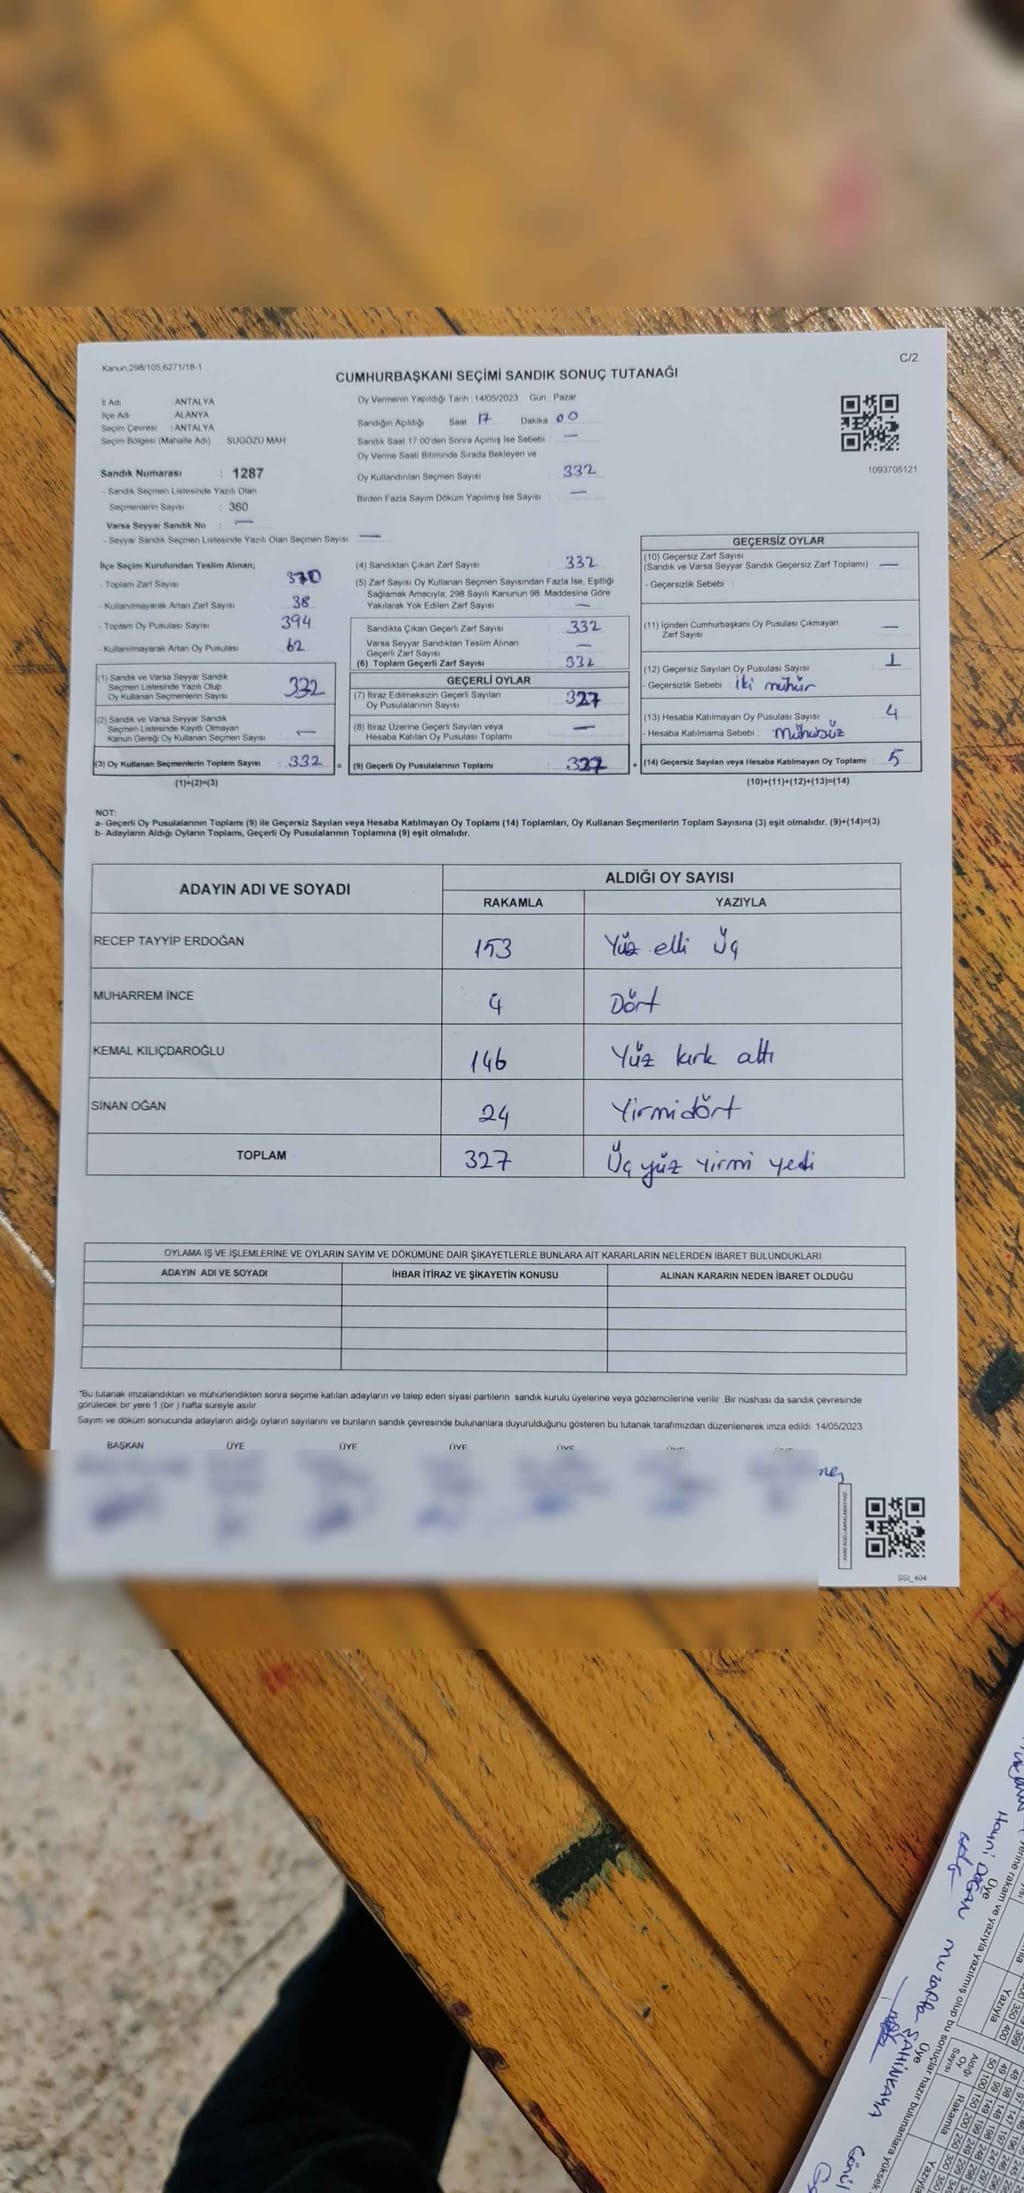 Kanun,298/105,6271/18-1
C/2
CUMHURBAŞKANI SEÇİMİ SANDIK SONUÇ TUTANAĞI
İl Adı : ANTALYA
İlçe Adı : ALANYA
Seçim Çevresi : ANTALYA
Seçim Bölgesi (Mahalle Adı) SUGÖZÜ MAH
Sandık Numarası : 1287
- Sandık Seçmen Listesinde Yazılı Olan
Seçmenlerin Sayısı : 360
Varsa Seyyar Sandık No : —
- Seyyar Sandık Seçmen Listesinde Yazılı Olan Seçmen Sayısı —
Oy Vermenin Yapıldığı Tarih : 14/05/2023 Gün : Pazar
Sandığın Açıldığı Saat 17 Dakika 00
Sandık Saat 17:00'den Sonra Açılmış İse Sebebi : —
Oy Verme Saati Bitiminde Sırada Bekleyen ve
Oy Kullandırılan Seçmen Sayısı : 332
Birden Fazla Sayım Döküm Yapılmış İse Sayısı : —
1093705121
İlçe Seçim Kurulundan Teslim Alınan;
- Toplam Zarf Sayısı : 370
- Kullanılmayarak Artan Zarf Sayısı : 38
- Toplam Oy Pusulası Sayısı : 394
- Kullanılmayarak Artan Oy Pusulası : 62
(1) Sandık ve Varsa Seyyar Sandık
Seçmen Listesinde Yazılı Olup
Oy Kullanan Seçmenlerin Sayısı : 332
(2) Sandık ve Varsa Seyyar Sandık
Seçmen Listesinde Kayıtlı Olmayan
Kanun Gereği Oy Kullanan Seçmen Sayısı : —
(3) Oy Kullanan Seçmenlerin Toplam Sayısı : 332 =
(1)+(2)=(3)
(4) Sandıktan Çıkan Zarf Sayısı : 332
(5) Zarf Sayısı Oy Kullanan Seçmen Sayısından Fazla İse, Eşitliği
Sağlamak Amacıyla, 298 Sayılı Kanunun 98. Maddesine Göre
Yakılarak Yok Edilen Zarf Sayısı : —
Sandıkta Çıkan Geçerli Zarf Sayısı : 332
Varsa Seyyar Sandıktan Teslim Alınan
Geçerli Zarf Sayısı : —
(6) Toplam Geçerli Zarf Sayısı : 332
GEÇERLİ OYLAR
(7) İtiraz Edilmeksizin Geçerli Sayılan
Oy Pusulalarının Sayısı : 327
(8) İtiraz Üzerine Geçerli Sayılan veya
Hesaba Katılan Oy Pusulası Toplamı : —
(9) Geçerli Oy Pusulalarının Toplamı : 327 +
GEÇERSİZ OYLAR
(10) Geçersiz Zarf Sayısı
(Sandık ve Varsa Seyyar Sandık Geçersiz Zarf Toplamı) : —
- Geçersizlik Sebebi :
(11) İçinden Cumhurbaşkanı Oy Pusulası Çıkmayan
Zarf Sayısı : —
(12) Geçersiz Sayılan Oy Pusulası Sayısı : 1
- Geçersizlik Sebebi : İki mühür
(13) Hesaba Katılmayan Oy Pusulası Sayısı : 4
- Hesaba Katılmama Sebebi : Mühürsüz
(14) Geçersiz Sayılan veya Hesaba Katılmayan Oy Toplamı : 5
(10)+(11)+(12)+(13)=(14)
NOT:
a- Geçerli Oy Pusulalarının Toplamı (9) ile Geçersiz Sayılan veya Hesaba Katılmayan Oy Toplamı (14) Toplamları, Oy Kullanan Seçmenlerin Toplam Sayısına (3) eşit olmalıdır. (9)+(14)=(3)
b- Adayların Aldığı Oyların Toplamı, Geçerli Oy Pusulalarının Toplamına (9) eşit olmalıdır.
ADAYIN ADI VE SOYADI ALDIĞI OY SAYISI
RAKAMLA YAZIYLA
RECEP TAYYİP ERDOĞAN 153 Yüz elli üç
MUHARREM İNCE 4 Dört
KEMAL KILIÇDAROĞLU 146 Yüz kırk altı
SİNAN OĞAN 24 Yirmidört
TOPLAM 327 Üç yüz yirmi yedi
OYLAMA İŞ VE İŞLEMLERİNE VE OYLARIN SAYIM VE DÖKÜMÜNE DAİR ŞİKAYETLERLE BUNLARA AİT KARARLARIN NELERDEN İBARET BULUNDUKLARI
ADAYIN ADI VE SOYADI İHBAR İTİRAZ VE ŞİKAYETİN KONUSU ALINAN KARARIN NEDEN İBARET OLDUĞU
*Bu tutanak imzalandıktan ve mühürlendikten sonra seçime katılan adayların ve talep eden siyasi partilerin sandık kurulu üyelerine veya gözlemcilerine verilir. Bir nüshası da sandık çevresinde
görülecek bir yere 1 (bir ) hafta süreyle asılır.
Sayım ve döküm sonucunda adayların aldığı oyların sayılarını ve bunların sandık çevresinde bulunanlara duyurulduğunu gösteren bu tutanak tarafımızdan düzenlenerek imza edildi. 14/05/2023
BAŞKAN ÜYE ÜYE ÜYE ÜYE
SSI_404
yerine rakam ve yazıyla yazılmış olup bu sonuçlar hazır bulunanlara yüksek
Üye
Hayri DOĞAN
Üye
ŞAHİNKAYA
Yazıyla
Aldığı Oy Sayısı
Rakamla
Yazıyla